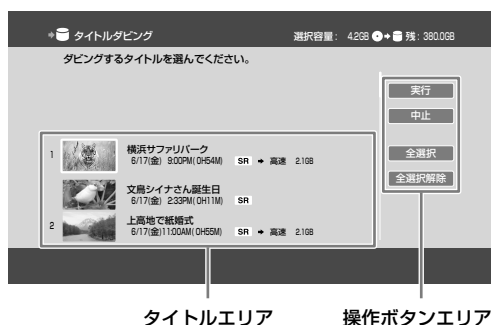 タイトルダビング
選択容量: 4.2GB 残: 380.0GB
ダビングするタイトルを選んでください。
実行
中止
全選択
全選択解除
1
横浜サファリパーク
6/17(金) 9:00PM(0H54M) SR 高速 2.1GB
文鳥シイナさん誕生日
6/17(金) 2:33PM(0H11M) SR
2
上高地で紙婚式
6/17(金)11:00AM(0H55M) SR 高速 2.1GB
タイトルエリア
操作ボタンエリア